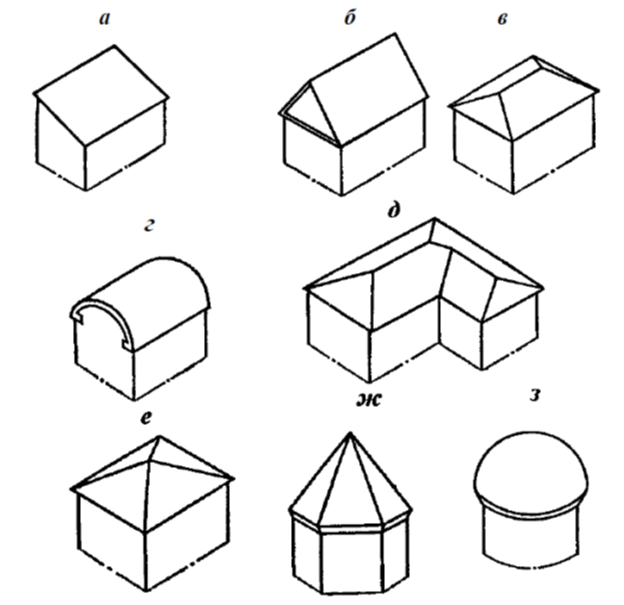 а б в
г д
е ж з